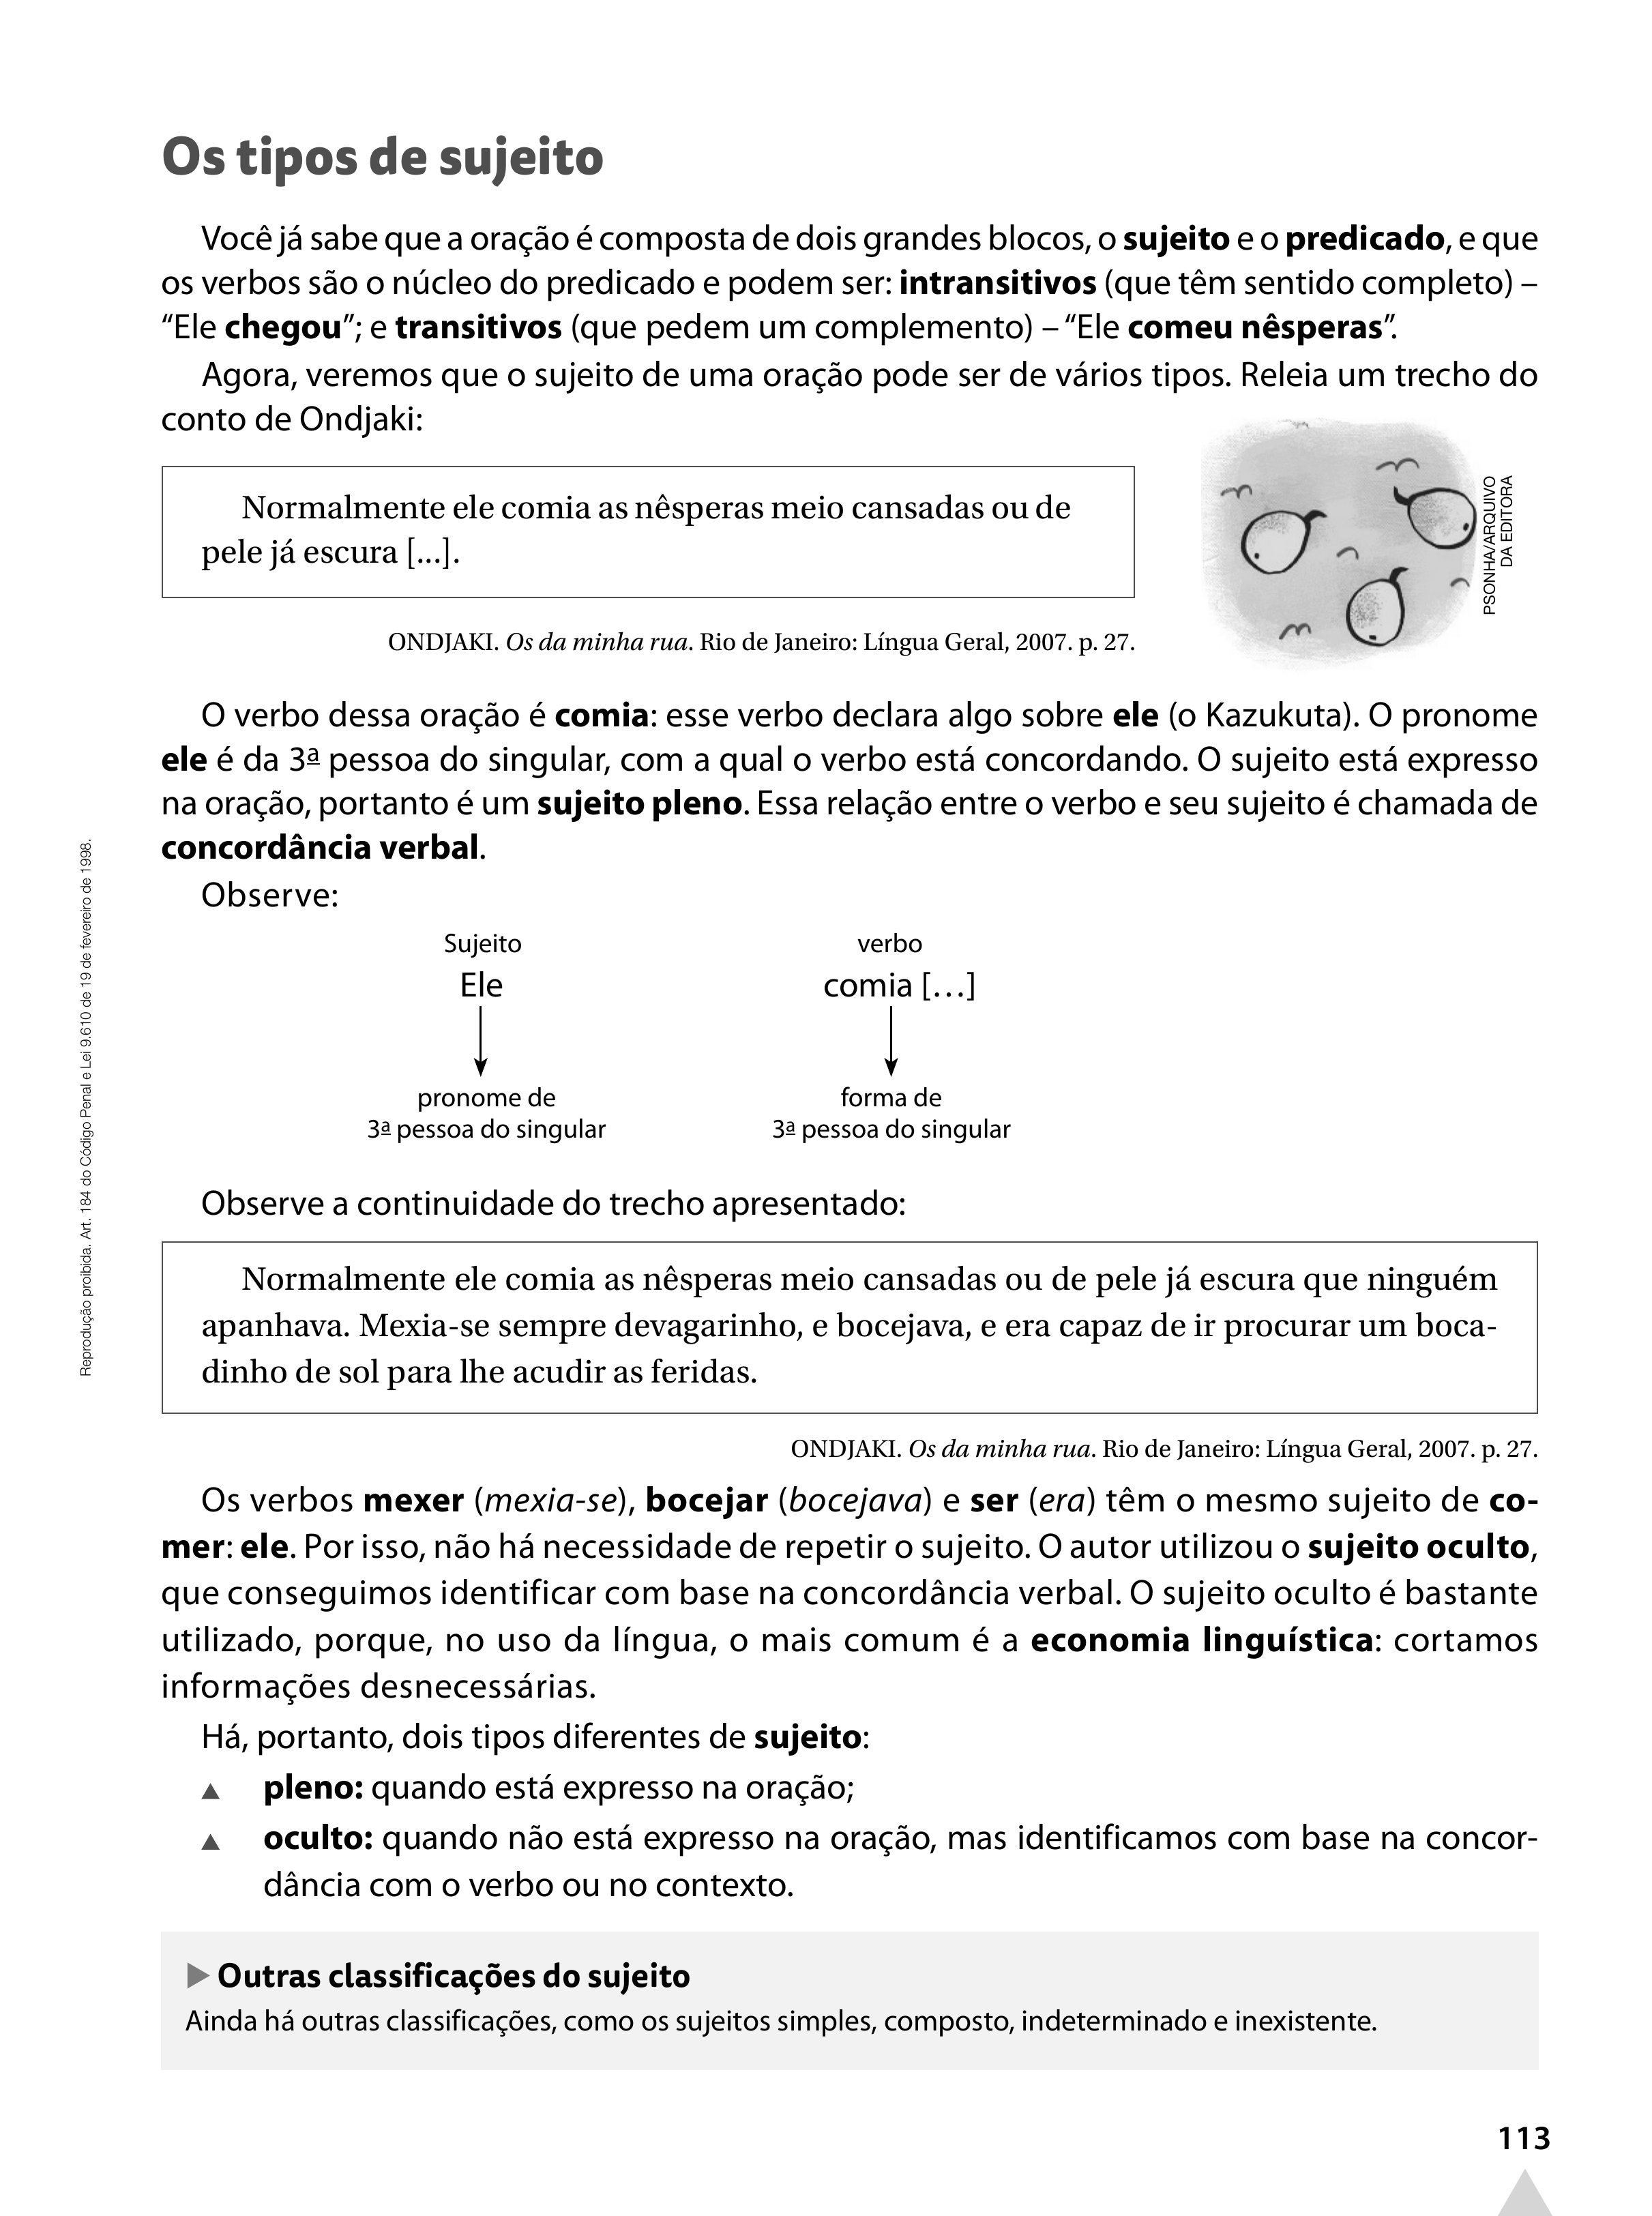 Os tipos de sujeito
Você já sabe que a oração é composta de dois grandes blocos, o sujeito e o predicado, e que
os verbos são o núcleo do predicado e podem ser: intransitivos (que têm sentido completo) –
“Ele chegou”; e transitivos (que pedem um complemento) – “Ele comeu nêsperas”.
Agora, veremos que o sujeito de uma oração pode ser de vários tipos. Releia um trecho do
conto de Ondjaki:
Normalmente ele comia as nêsperas meio cansadas ou de
pele já escura [...].
ONDJAKI. Os da minha rua. Rio de Janeiro: Língua Geral, 2007. p. 27.
PSONHA/ARQUIVO
DA EDITORA
O verbo dessa oração é comia: esse verbo declara algo sobre ele (o Kazukuta). O pronome
ele é da 3ª pessoa do singular, com a qual o verbo está concordando. O sujeito está expresso
na oração, portanto é um sujeito pleno. Essa relação entre o verbo e seu sujeito é chamada de
concordância verbal.
Observe:
Sujeito verbo
Ele comia [...]
pronome de forma de
3ª pessoa do singular 3ª pessoa do singular
Observe a continuidade do trecho apresentado:
Normalmente ele comia as nêsperas meio cansadas ou de pele já escura que ninguém
apanhava. Mexia-se sempre devagarinho, e bocejava, e era capaz de ir procurar um boca-
dinho de sol para lhe acudir as feridas.
ONDJAKI. Os da minha rua. Rio de Janeiro: Língua Geral, 2007. p. 27.
Os verbos mexer (mexia-se), bocejar (bocejava) e ser (era) têm o mesmo sujeito de co-
mer: ele. Por isso, não há necessidade de repetir o sujeito. O autor utilizou o sujeito oculto,
que conseguimos identificar com base na concordância verbal. O sujeito oculto é bastante
utilizado, porque, no uso da língua, o mais comum é a economia linguística: cortamos
informações desnecessárias.
Há, portanto, dois tipos diferentes de sujeito:
▲ pleno: quando está expresso na oração;
▲ oculto: quando não está expresso na oração, mas identificamos com base na concor-
dância com o verbo ou no contexto.
▶ Outras classificações do sujeito
Ainda há outras classificações, como os sujeitos simples, composto, indeterminado e inexistente.
Reprodução proibida. Art. 184 do Código Penal e Lei 9.610 de 19 de fevereiro de 1998.
113